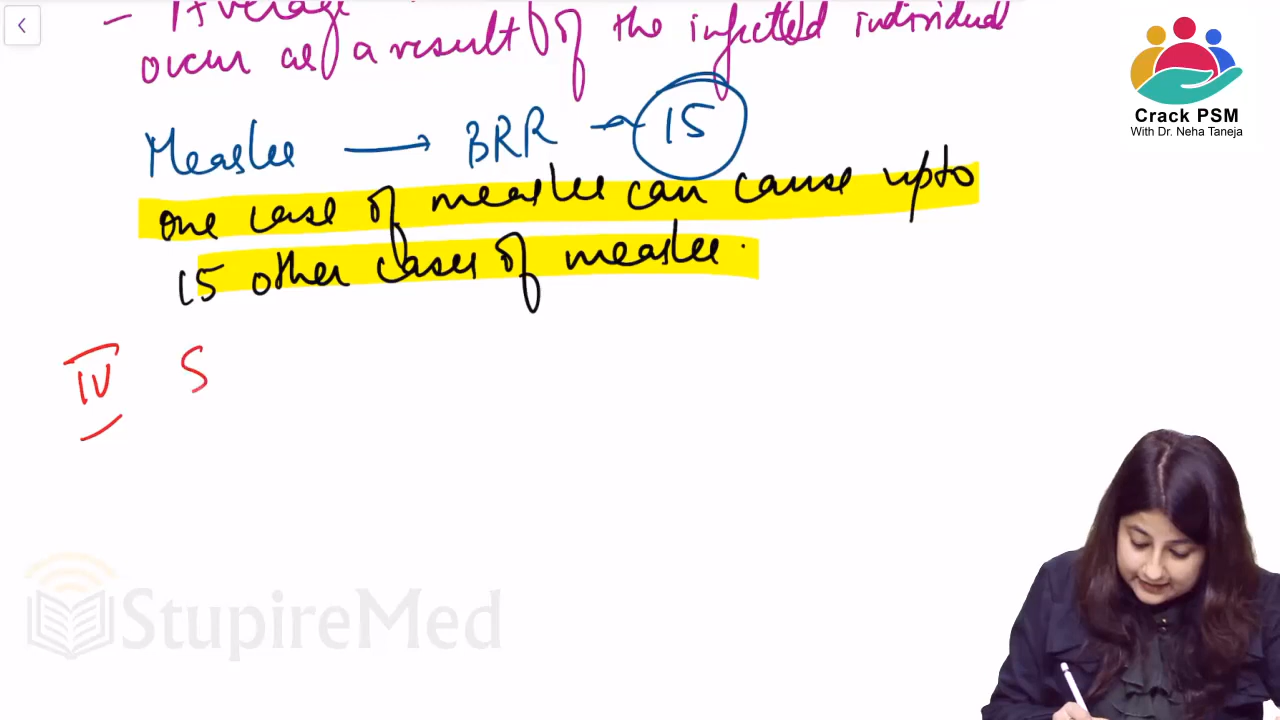 - Average
occur as a result of the infected individual
Measles → BRR → 15
one case of measles can cause upto
15 other cases of measles.
IV S
Crack PSM
With Dr. Neha Taneja
StupireMed